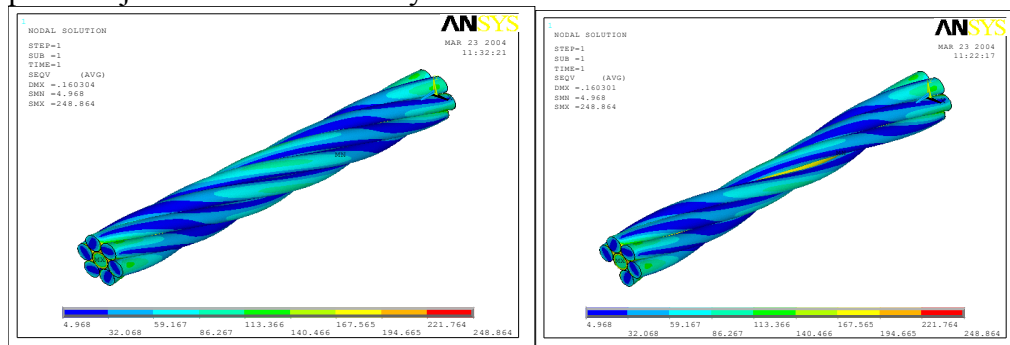 1
NODAL SOLUTION
STEP=1
SUB =1
TIME=1
SEQV (AVG)
DMX =.160304
SMN =4.968
SMX =248.864
ANSYS
MAR 23 2004
11:32:21
MN
MX
4.968 59.167 113.366 167.565 221.764
32.068 86.267 140.466 194.665 248.864
1
NODAL SOLUTION
STEP=1
SUB =1
TIME=1
SEQV (AVG)
DMX =.160301
SMN =4.968
SMX =248.864
ANSYS
MAR 23 2004
11:22:17
4.968 59.167 113.366 167.565 221.764
32.068 86.267 140.466 194.665 248.864